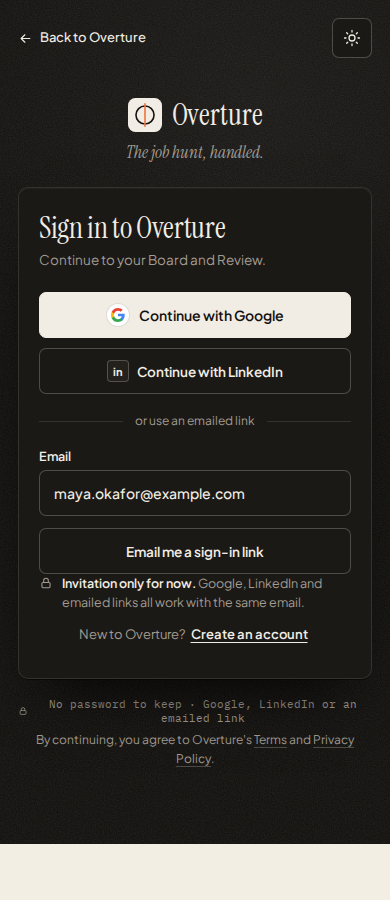 ← Back to Overture
Overture
The job hunt, handled.
Sign in to Overture
Continue to your Board and Review.
Continue with Google
in Continue with LinkedIn
or use an emailed link
Email
maya.okafor@example.com
Email me a sign-in link
Invitation only for now. Google, LinkedIn and
emailed links all work with the same email.
New to Overture? Create an account
No password to keep · Google, LinkedIn or an
emailed link
By continuing, you agree to Overture's Terms and Privacy
Policy.